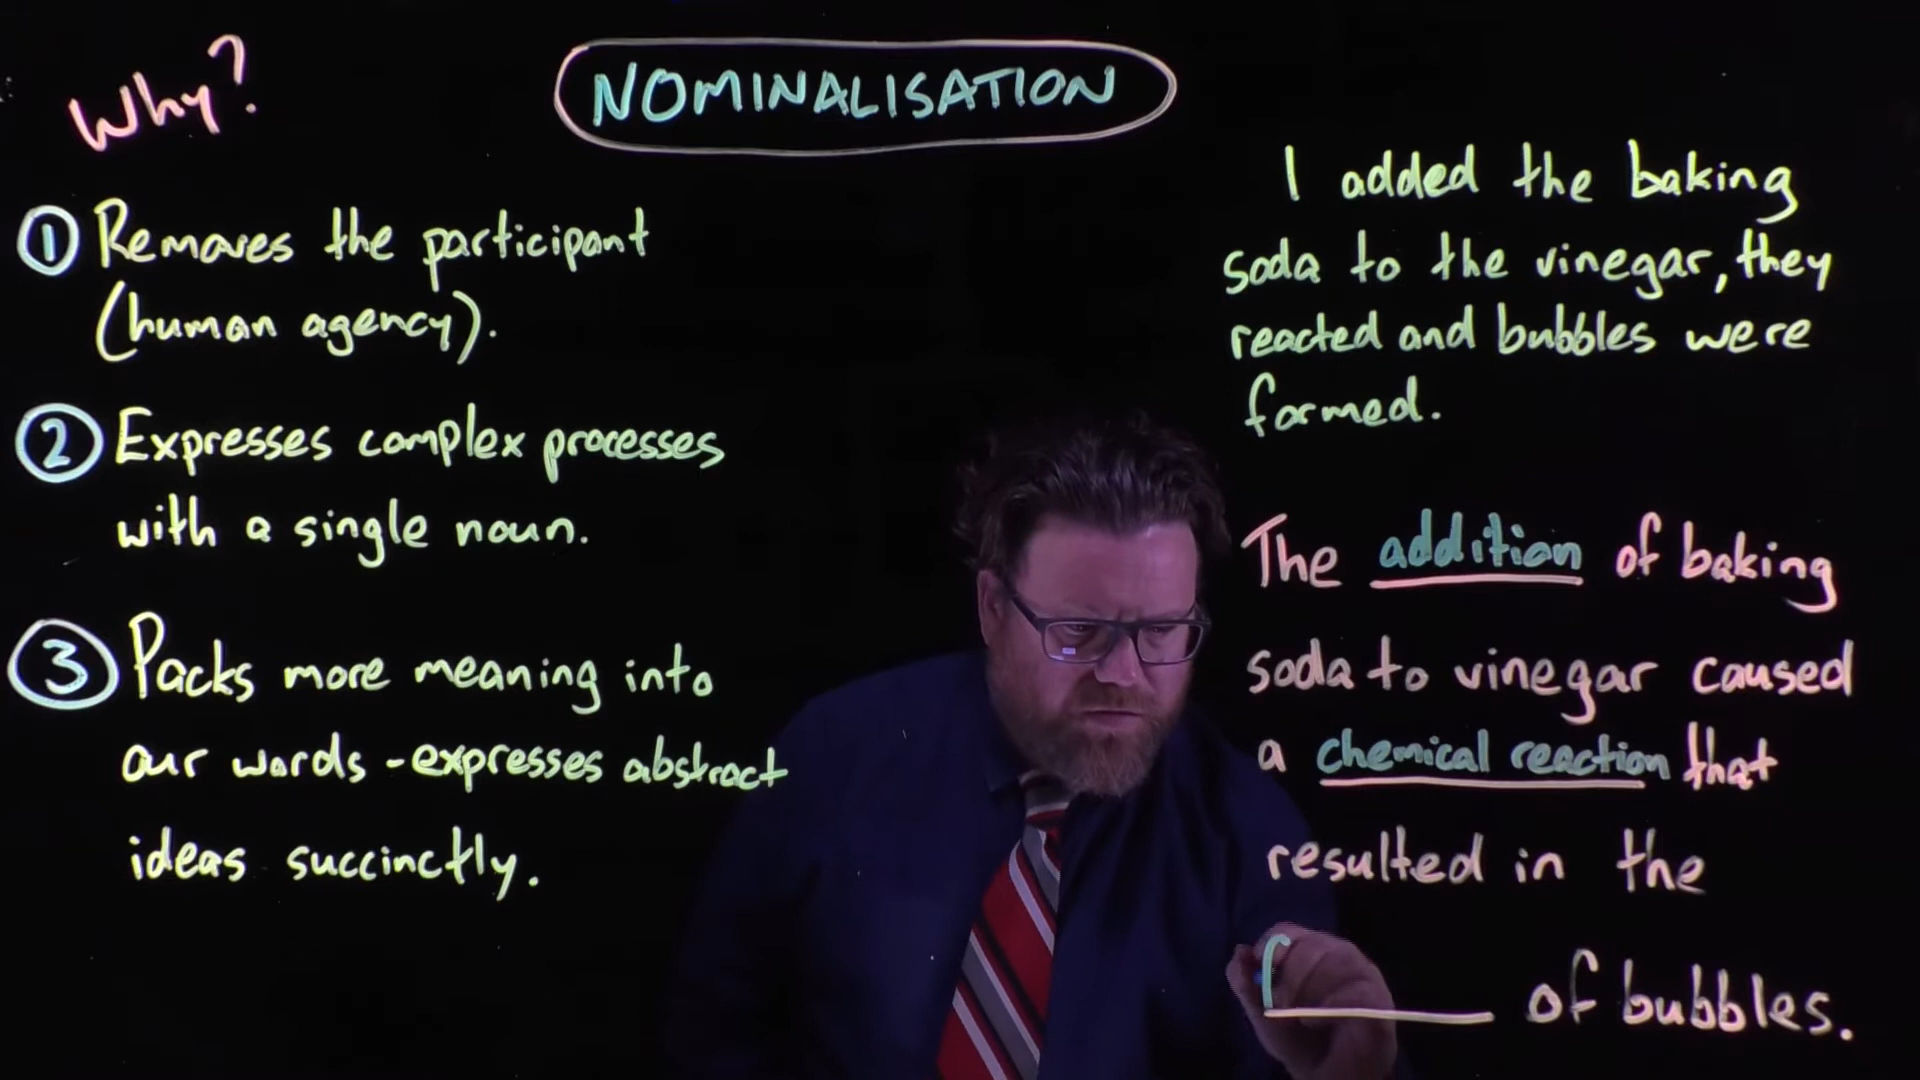 Why?
NOMINALISATION
1 Removes the participant
(human agency).
2 Expresses complex processes
with a single noun.
3 Packs more meaning into
our words - expresses abstract
ideas succinctly.
I added the baking
soda to the vinegar, they
reacted and bubbles were
formed.
The addition of baking
soda to vinegar caused
a chemical reaction that
resulted in the
f of bubbles.